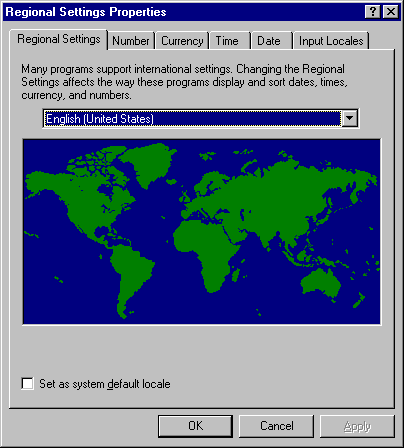 Regional Settings Properties
Regional Settings
Number
Currency
Time
Date
Input Locales
Many programs support international settings. Changing the Regional
Settings affects the way these programs display and sort dates, times,
currency, and numbers.
English (United States)
Set as system default locale
OK
Cancel
Apply